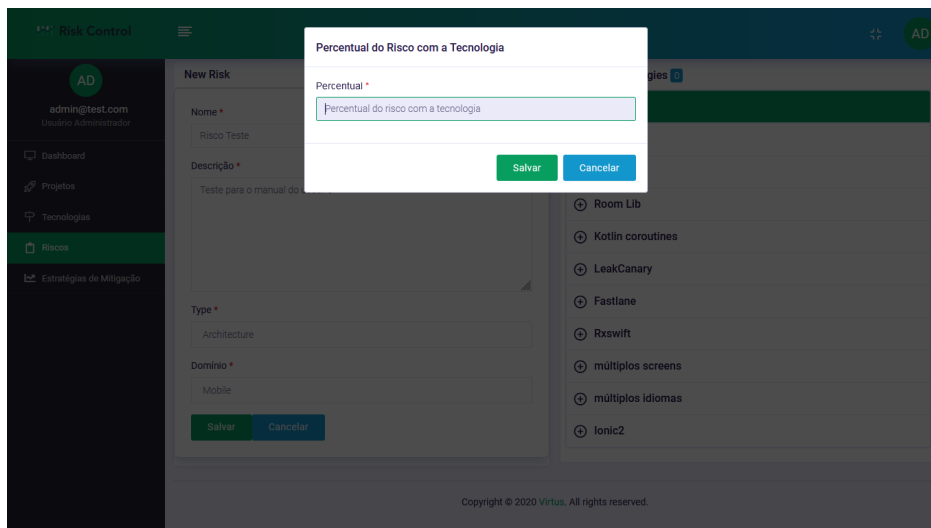 Risk Control
AD
AD
admin@test.com
Usuário Administrador
Dashboard
Projetos
Tecnologias
Riscos
Estratégias de Mitigação
New Risk
Nome *
Risco Teste
Descrição *
Teste para o manual do
Type *
Architecture
Domínio *
Mobile
Salvar
Cancelar
Percentual do Risco com a Tecnologia
Percentual *
Percentual do risco com a tecnologia
Salvar
Cancelar
gies 0
Room Lib
Kotlin coroutines
LeakCanary
Fastlane
Rxswift
múltiplos screens
múltiplos idiomas
Ionic2
Copyright © 2020 Virtus. All rights reserved.